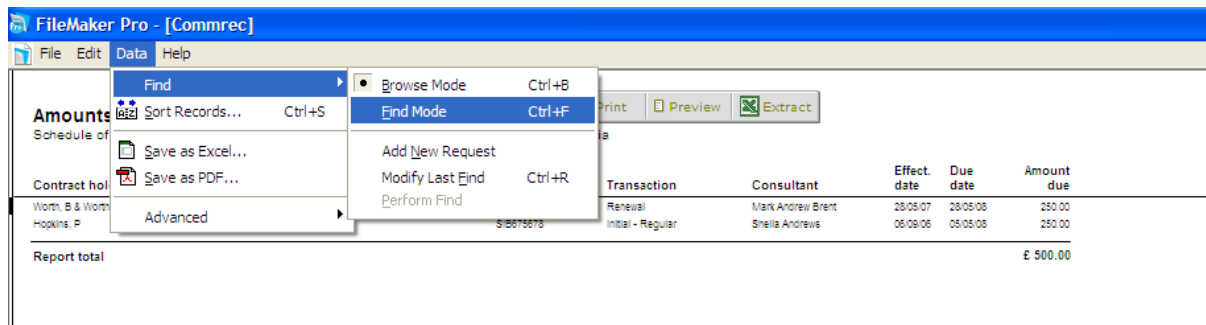 FileMaker Pro - [Commrec]
File Edit Data Help
Find
Sort Records... Ctrl+S
Save as Excel...
Save as PDF...
Advanced
Browse Mode Ctrl+B
Find Mode Ctrl+F
Add New Request
Modify Last Find Ctrl+R
Perform Find
Print Preview Extract
Amounts
Schedule of
Contract hol Transaction Consultant Effect. date Due date Amount due
Worth, B & Worth Renewal Mark Andrew Brent 28/05/07 28/05/08 250.00
Hopkins, P SIB675678 Initial - Regular Sheila Andrews 06/09/06 05/05/08 250.00
Report total £ 500.00